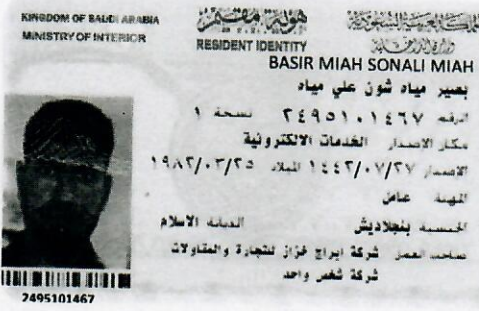 KINGDOM OF SAUDI ARABIA
MINISTRY OF INTERIOR
هوية مقيم
RESIDENT IDENTITY
المملكة العربية السعودية
وزارة الداخلية
BASIR MIAH SONALI MIAH
بصير مياه شون علي مياه
الرقم ٢٤٩٥١٠١٤٦٧ نسخة ١
مكان الاصدار الخدمات الالكترونية
الإصدار ١٤٤٢/٠٧/٢٧ الميلاد ١٩٨٢/٠٣/٢٥
المهنة عامل
الجنسية بنجلاديش الديانة الاسلام
صاحب العمل شركة ابراج خزاز للتجارة والمقاولات
شركة شخص واحد
2495101467